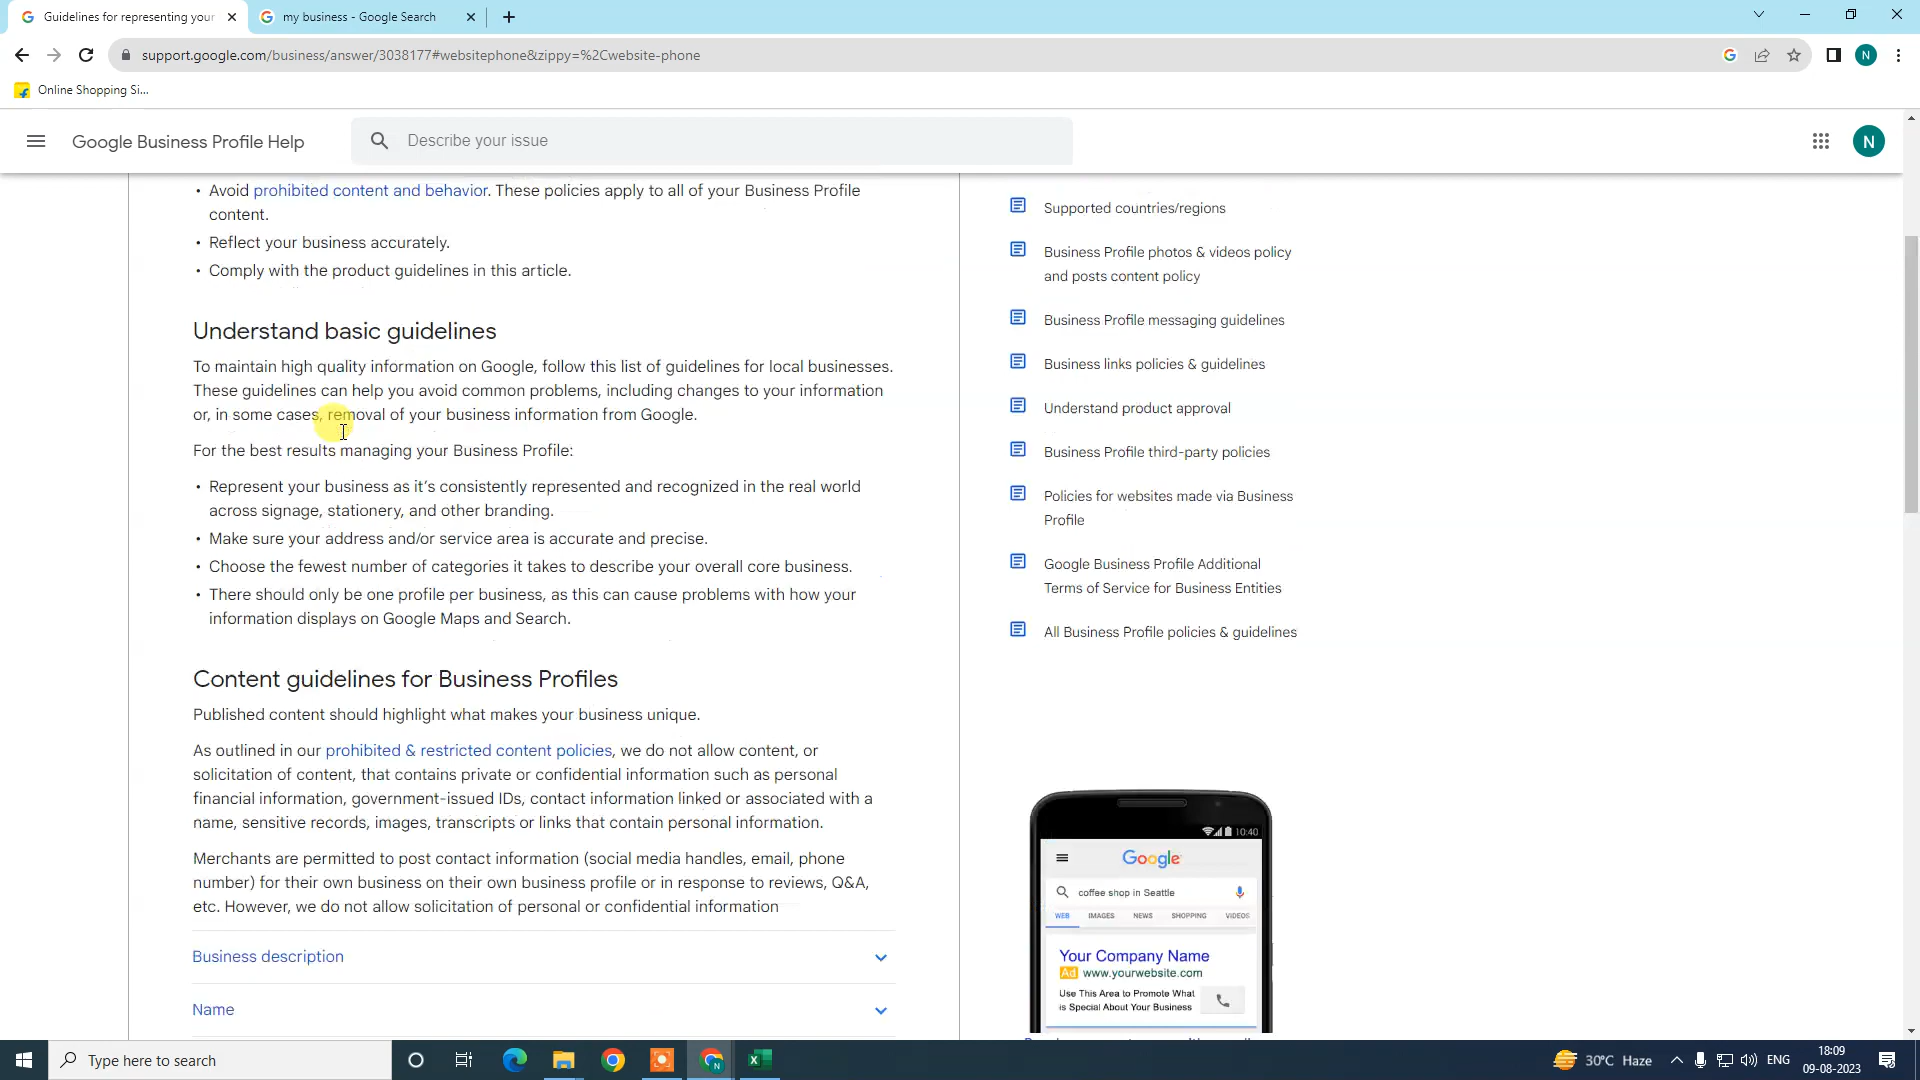 Guidelines for representing your
my business - Google Search
support.google.com/business/answer/3038177#websitephone&zippy=%2Cwebsite-phone
N
Online Shopping Si...
Google Business Profile Help
Describe your issue
N
• Avoid prohibited content and behavior. These policies apply to all of your Business Profile
content.
• Reflect your business accurately.
• Comply with the product guidelines in this article.
Understand basic guidelines
To maintain high quality information on Google, follow this list of guidelines for local businesses.
These guidelines can help you avoid common problems, including changes to your information
or, in some cases, removal of your business information from Google.
For the best results managing your Business Profile:
• Represent your business as it’s consistently represented and recognized in the real world
across signage, stationery, and other branding.
• Make sure your address and/or service area is accurate and precise.
• Choose the fewest number of categories it takes to describe your overall core business.
• There should only be one profile per business, as this can cause problems with how your
information displays on Google Maps and Search.
Content guidelines for Business Profiles
Published content should highlight what makes your business unique.
As outlined in our prohibited & restricted content policies, we do not allow content, or
solicitation of content, that contains private or confidential information such as personal
financial information, government-issued IDs, contact information linked or associated with a
name, sensitive records, images, transcripts or links that contain personal information.
Merchants are permitted to post contact information (social media handles, email, phone
number) for their own business on their own business profile or in response to reviews, Q&A,
etc. However, we do not allow solicitation of personal or confidential information
Business description
Name
Supported countries/regions
Business Profile photos & videos policy
and posts content policy
Business Profile messaging guidelines
Business links policies & guidelines
Understand product approval
Business Profile third-party policies
Policies for websites made via Business
Profile
Google Business Profile Additional
Terms of Service for Business Entities
All Business Profile policies & guidelines
10:40
Google
coffee shop in Seattle
WEB IMAGES NEWS SHOPPING VIDEOS
Your Company Name
Ad www.yourwebsite.com
Use This Area to Promote What
is Special About Your Business
Type here to search
30°C Haze
ENG
18:09
09-08-2023